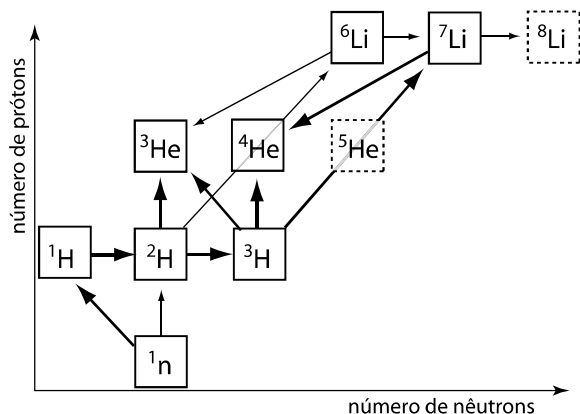 número de prótons
⁶Li
⁷Li
⁸Li
³He
⁴He
⁵He
¹H
²H
³H
¹n
número de nêutrons